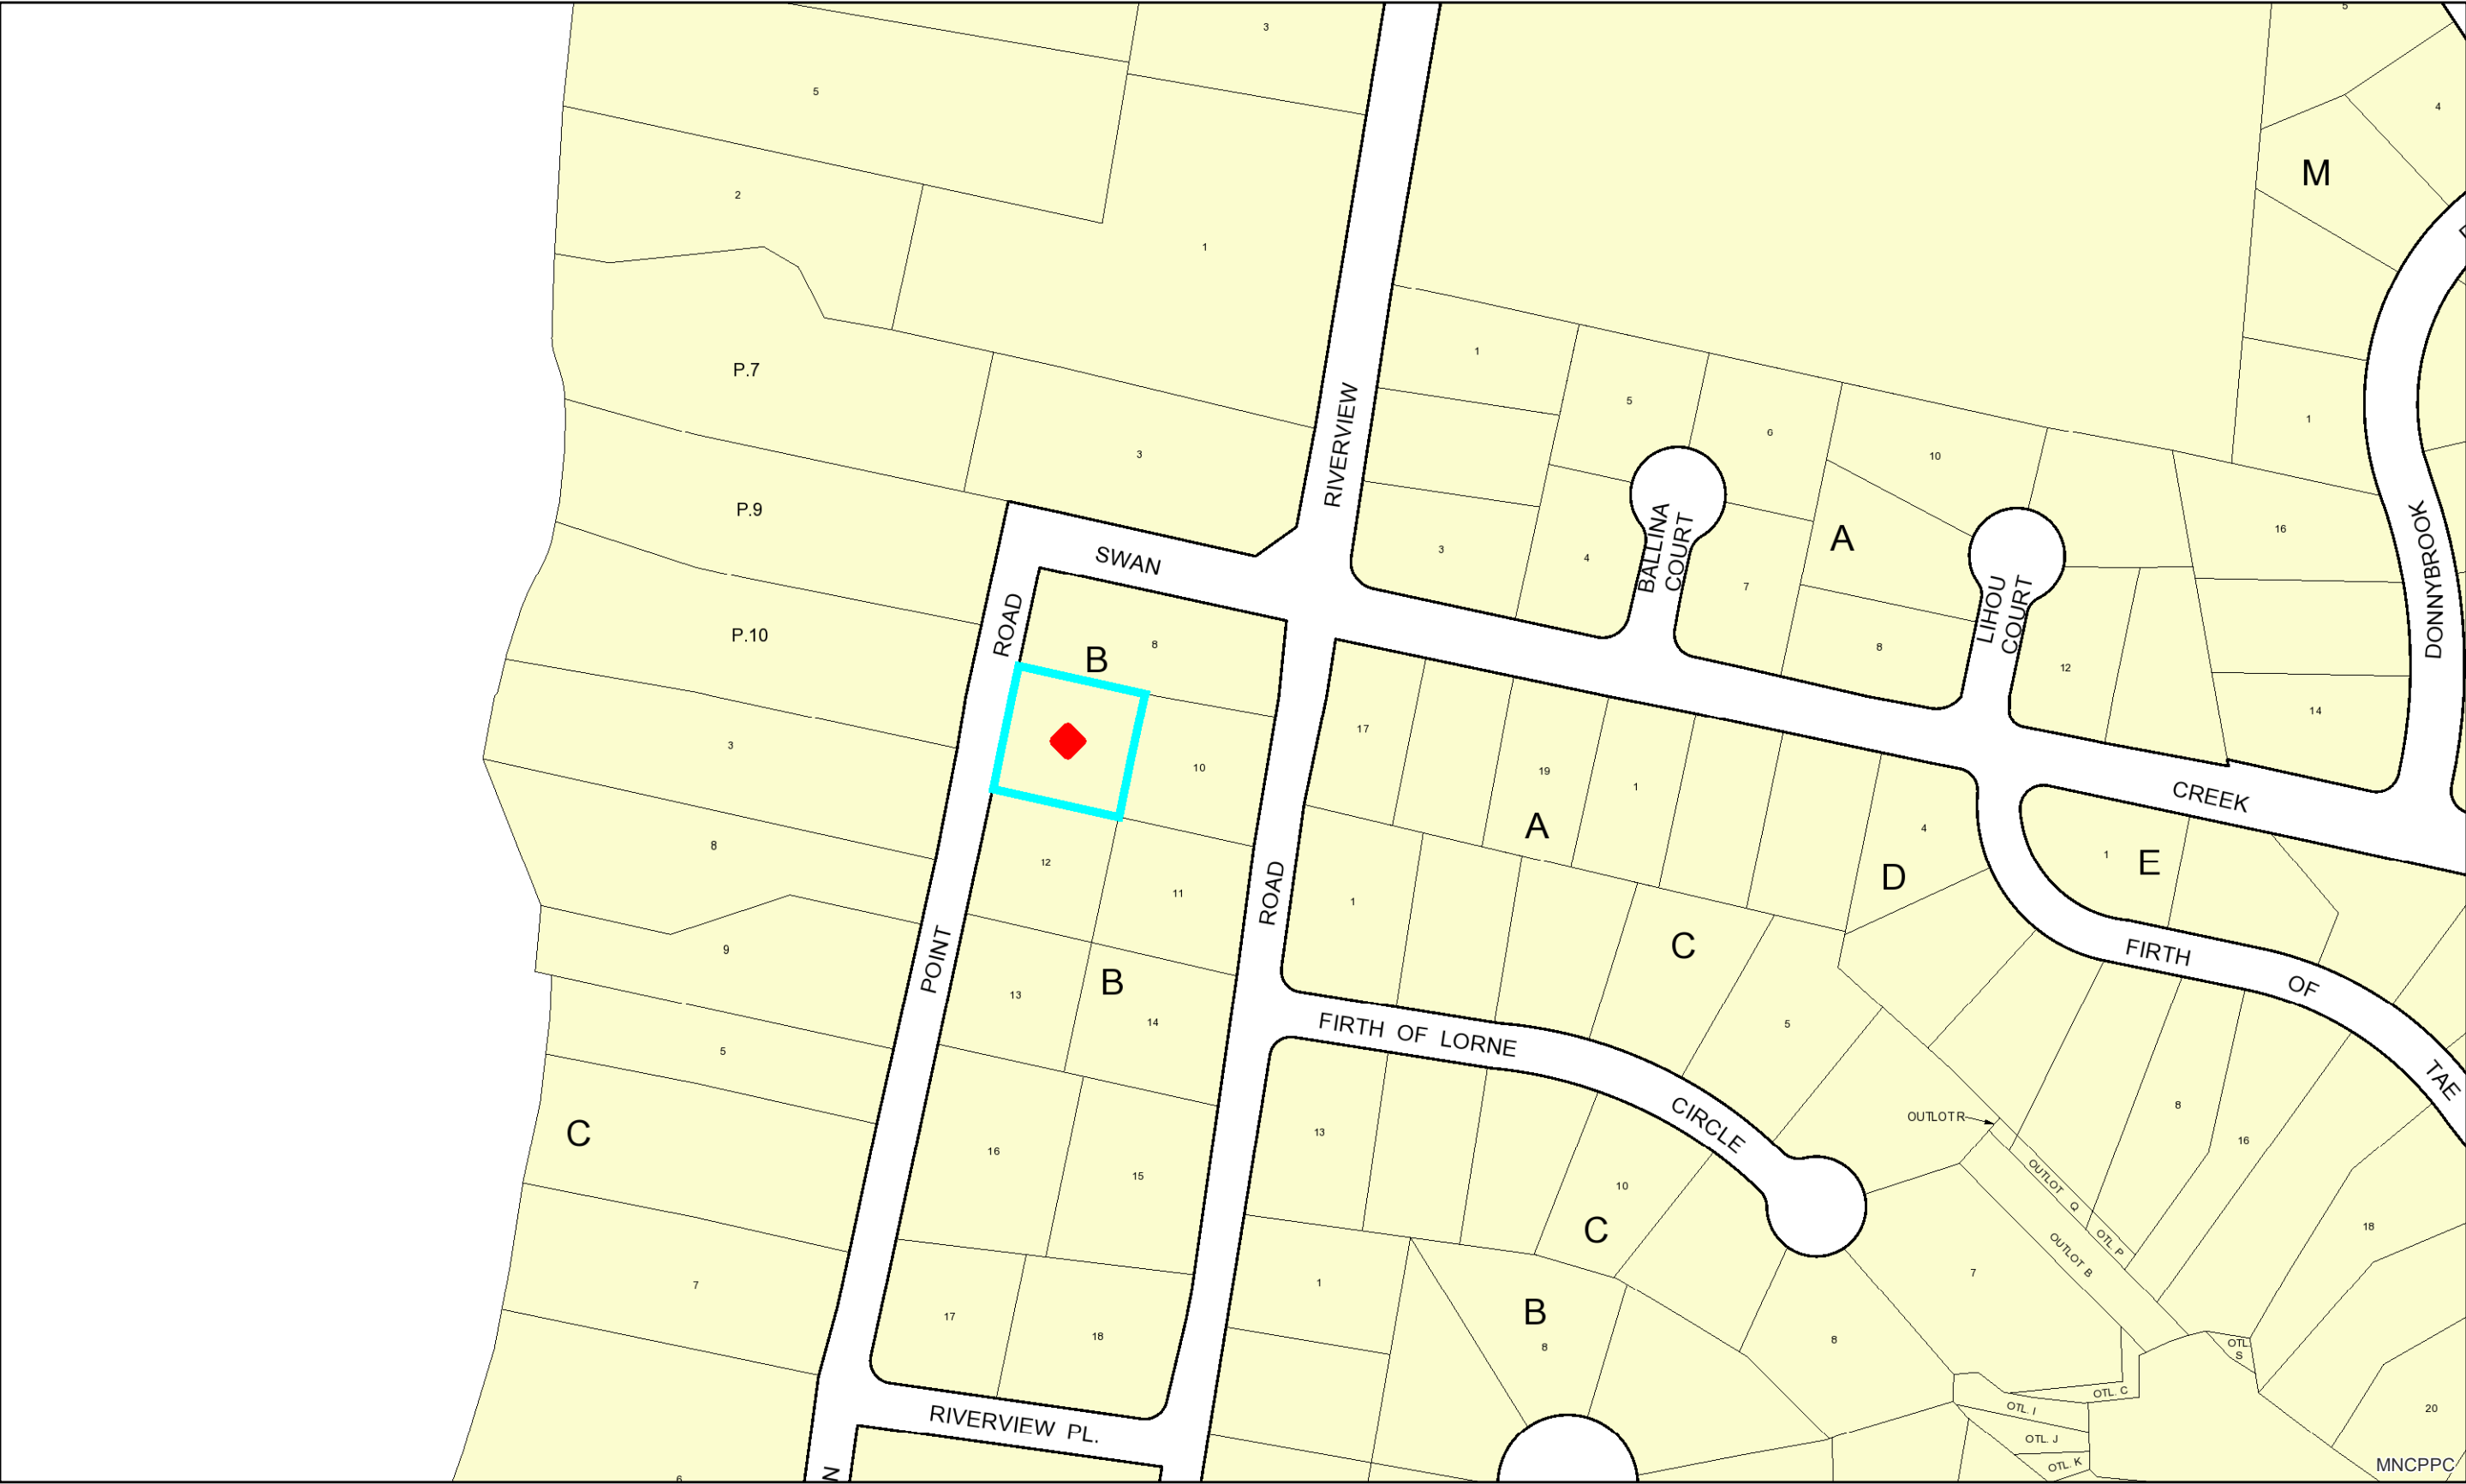 5
3
5
4
M
2
1
P.7
RIVERVIEW
1
5
6
10
1
3
P.9
3
4
BALLINA
COURT
A
7
16
DONNYBROOK
SWAN
ROAD
P.10
8
B
8
LIHOU
COURT
12
14
3
10
17
19
1
CREEK
A
4
D
1
E
8
12
11
ROAD
1
C
9
POINT
13
B
14
5
FIRTH
OF
TAE
5
FIRTH OF LORNE
CIRCLE
C
16
15
13
10
C
OUTLOT R
8
16
OUTLOT Q
OTL. P
OUTLOT B
18
7
17
18
1
B
8
8
7
OTL.
S
OTL. C
OTL. I
OTL. J
OTL. K
20
RIVERVIEW PL.
N
6
MNCPPC